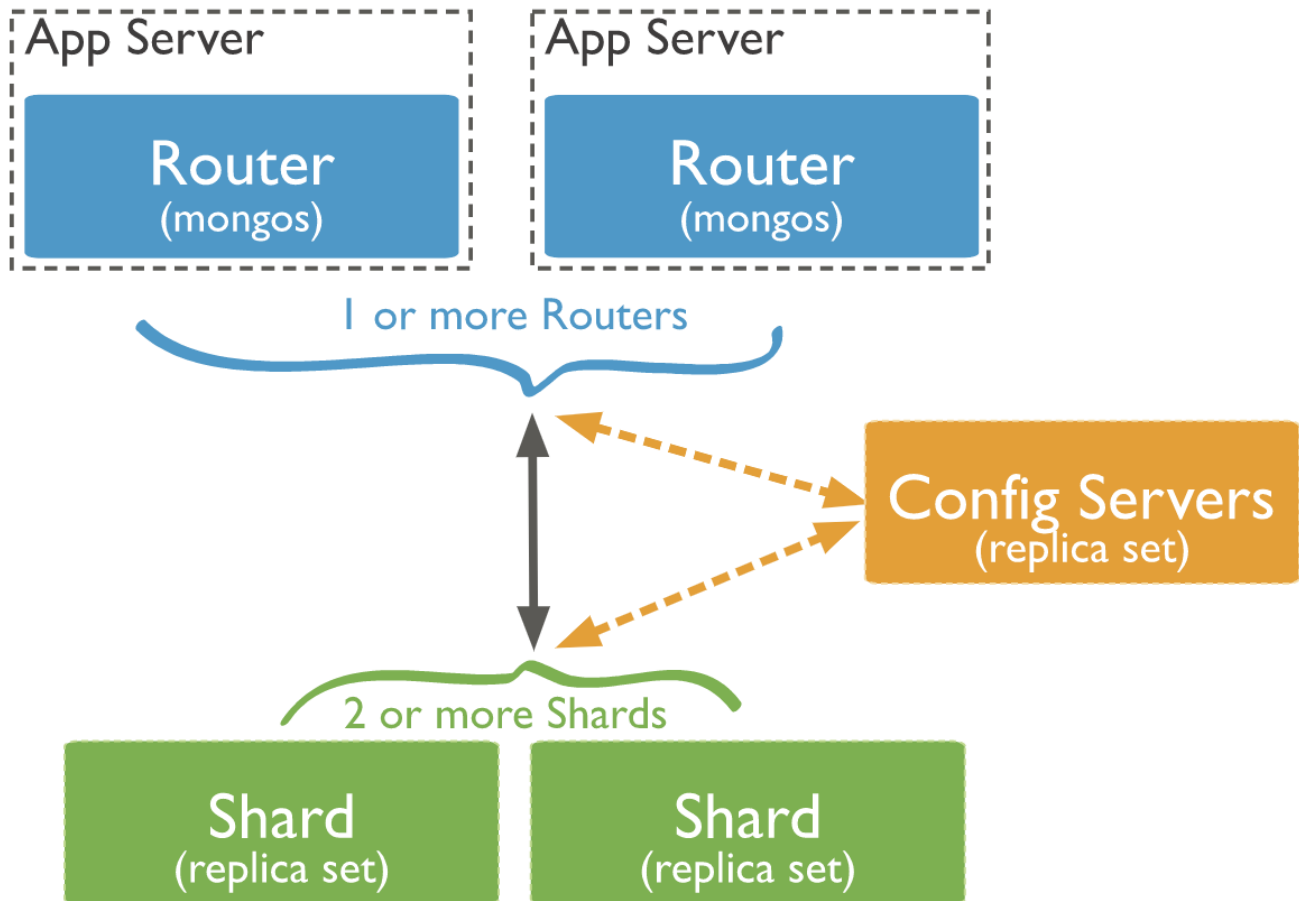 App Server
App Server
Router
(mongos)
Router
(mongos)
1 or more Routers
Config Servers
(replica set)
2 or more Shards
Shard
(replica set)
Shard
(replica set)